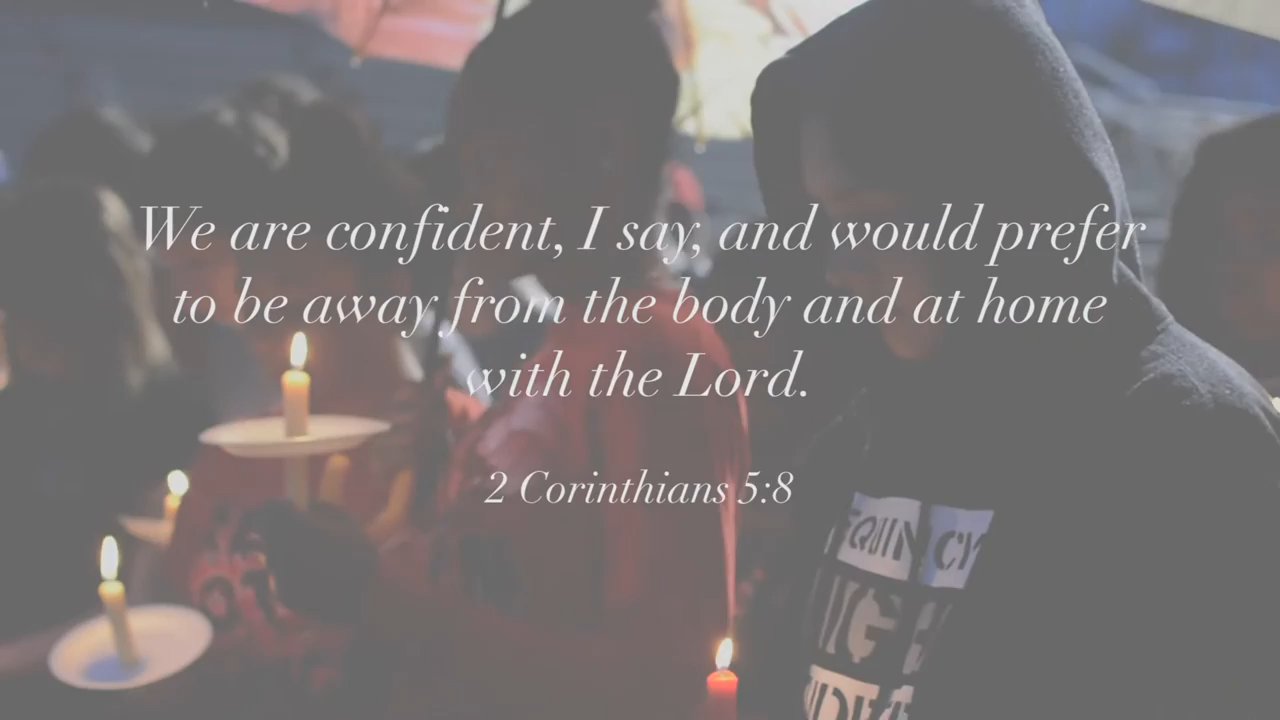 We are confident, I say, and would prefer
to be away from the body and at home
with the Lord.
2 Corinthians 5:8